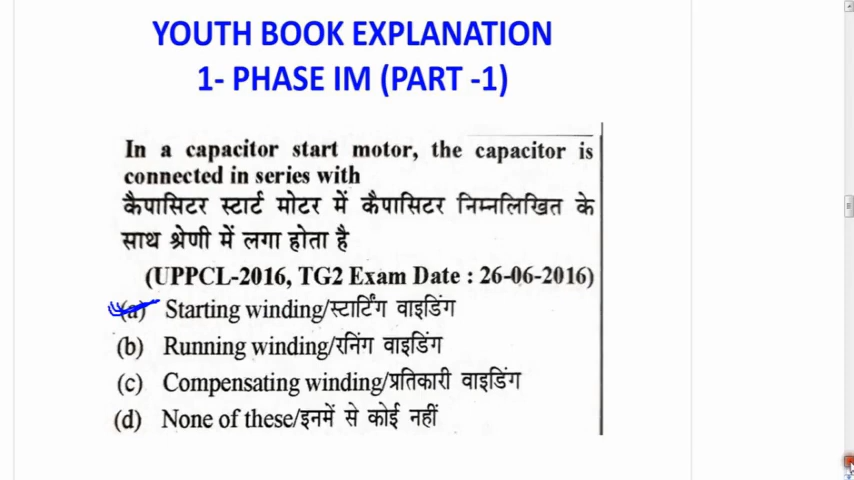 YOUTH BOOK EXPLANATION
1- PHASE IM (PART -1)
In a capacitor start motor, the capacitor is
connected in series with
कैपासिटर स्टार्ट मोटर में कैपासिटर निम्नलिखित के
साथ श्रेणी में लगा होता है
(UPPCL-2016, TG2 Exam Date : 26-06-2016)
(a) Starting winding/स्टार्टिंग वाइडिंग
(b) Running winding/रनिंग वाइडिंग
(c) Compensating winding/प्रतिकारी वाइडिंग
(d) None of these/इनमें से कोई नहीं